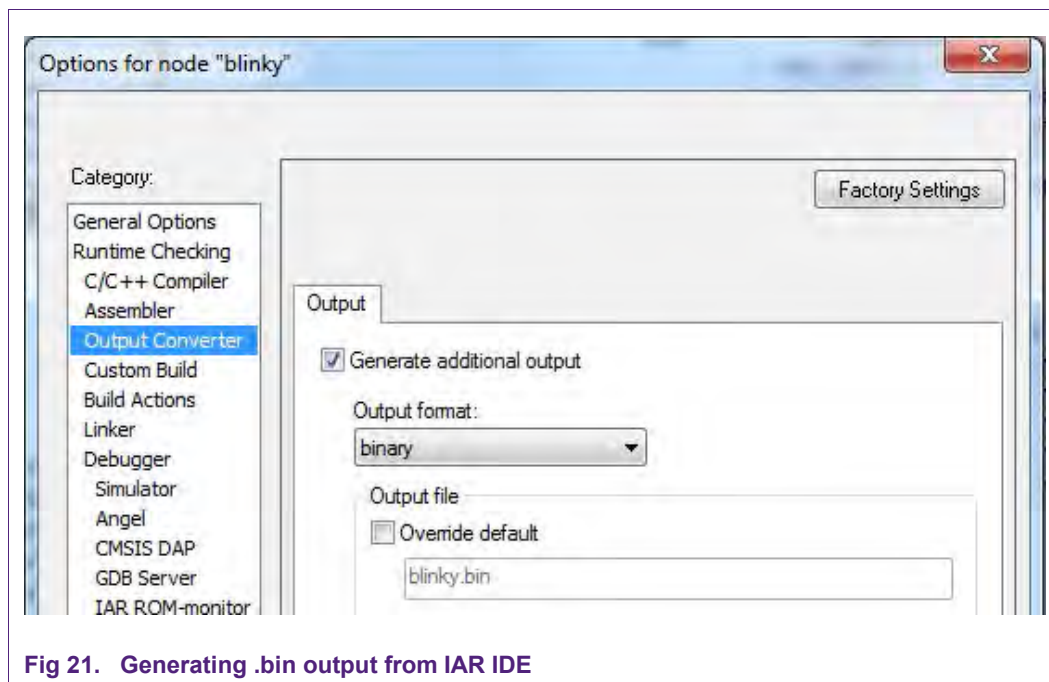 Options for node "blinky"
Category:
Factory Settings
General Options
Runtime Checking
C/C++ Compiler
Assembler
Output Converter
Custom Build
Build Actions
Linker
Debugger
Simulator
Angel
CMSIS DAP
GDB Server
IAR ROM-monitor
Output
Generate additional output
Output format:
binary
Output file
Override default
blinky.bin
Fig 21. Generating .bin output from IAR IDE